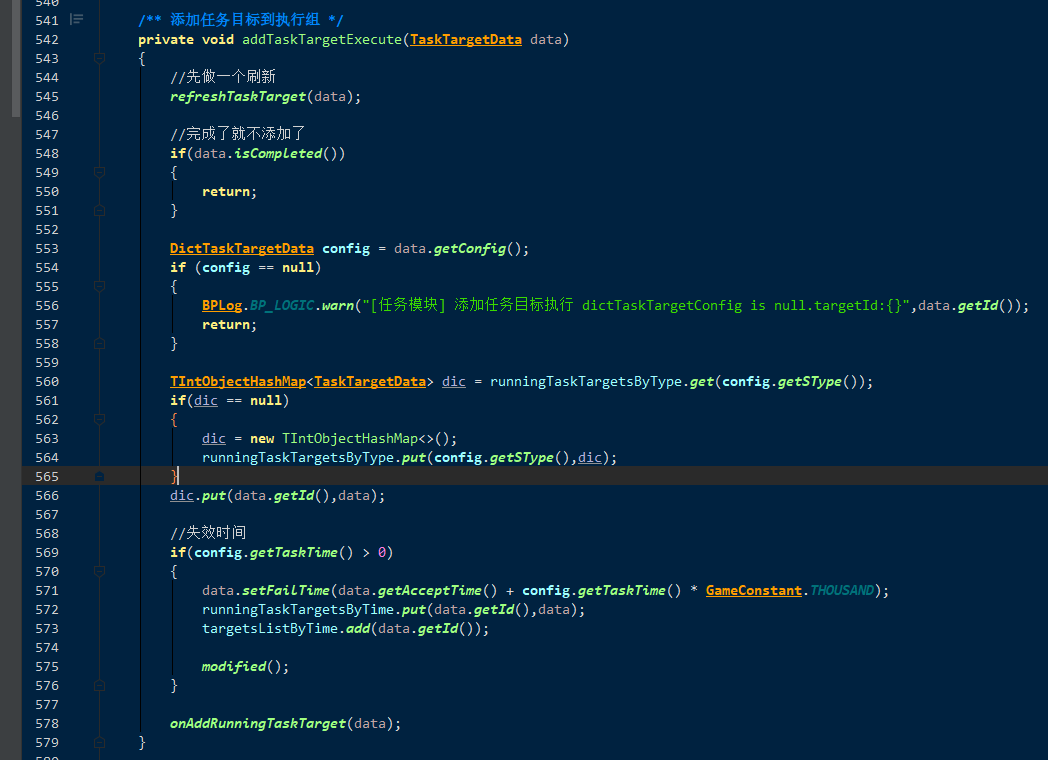 540
541 /** 添加任务目标到执行组 */
542 private void addTaskTargetExecute(TaskTargetData data)
543 {
544 //先做一个刷新
545 refreshTaskTarget(data);
546
547 //完成了就不添加了
548 if(data.isCompleted())
549 {
550 return;
551 }
552
553 DictTaskTargetData config = data.getConfig();
554 if (config == null)
555 {
556 BPLog.BP_LOGIC.warn("[任务模块] 添加任务目标执行 dictTaskTargetConfig is null.targetId:{}",data.getId());
557 return;
558 }
559
560 TIntObjectHashMap<TaskTargetData> dic = runningTaskTargetsByType.get(config.getSType());
561 if(dic == null)
562 {
563 dic = new TIntObjectHashMap<>();
564 runningTaskTargetsByType.put(config.getSType(),dic);
565 }
566 dic.put(data.getId(),data);
567
568 //失效时间
569 if(config.getTaskTime() > 0)
570 {
571 data.setFailTime(data.getAcceptTime() + config.getTaskTime() * GameConstant.THOUSAND);
572 runningTaskTargetsByTime.put(data.getId(),data);
573 targetsListByTime.add(data.getId());
574
575 modified();
576 }
577
578 onAddRunningTaskTarget(data);
579 }
580